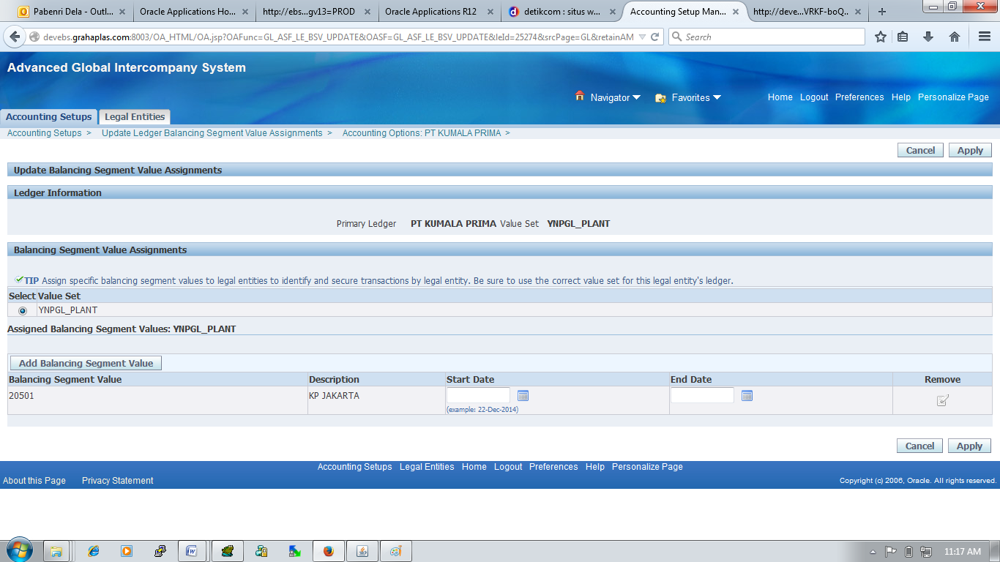 Pabenri Dela - Outl...
Oracle Applications Ho...
http://ebs...gv13=PROD
Oracle Applications R12
detikcom : situs w...
Accounting Setup Man...
http://deve...VRKF-boQ...
devebs.grahaplas.com:8003/OA_HTML/OA.jsp?OAFunc=GL_ASF_LE_BSV_UPDATE&OASF=GL_ASF_LE_BSV_UPDATE&leId=25274&srcPage=GL&retainAM
Search
Advanced Global Intercompany System
Navigator
Favorites
Home Logout Preferences Help Personalize Page
Accounting Setups
Legal Entities
Accounting Setups > Update Ledger Balancing Segment Value Assignments > Accounting Options: PT KUMALA PRIMA >
Cancel Apply
Update Balancing Segment Value Assignments
Ledger Information
Primary Ledger PT KUMALA PRIMA Value Set YNPGL_PLANT
Balancing Segment Value Assignments
TIP Assign specific balancing segment values to legal entities to identify and secure transactions by legal entity. Be sure to use the correct value set for this legal entity's ledger.
Select Value Set
YNPGL_PLANT
Assigned Balancing Segment Values: YNPGL_PLANT
Add Balancing Segment Value
Balancing Segment Value Description Start Date End Date Remove
20501 KP JAKARTA
(example: 22-Dec-2014)
Cancel Apply
Accounting Setups Legal Entities Home Logout Preferences Help Personalize Page
About this Page Privacy Statement
Copyright (c) 2006, Oracle. All rights reserved.
11:17 AM